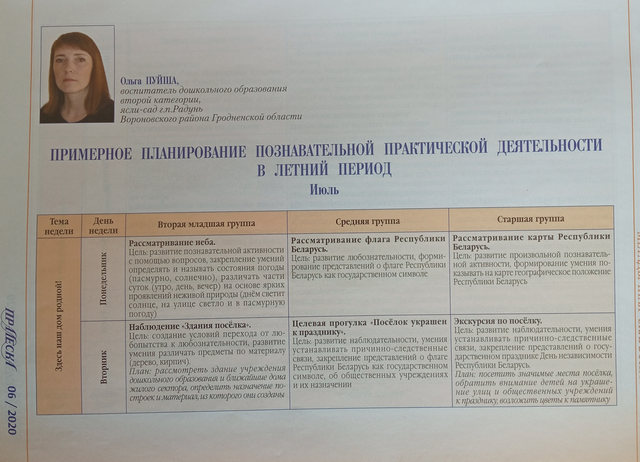 Ольга ПУЙША,
воспитатель дошкольного образования
второй категории,
ясли-сад г.п.Радунь
Вороновского района Гродненской области
ПРИМЕРНОЕ ПЛАНИРОВАНИЕ ПОЗНАВАТЕЛЬНОЙ ПРАКТИЧЕСКОЙ ДЕЯТЕЛЬНОСТИ
В ЛЕТНИЙ ПЕРИОД
Июль
Тема
недели
День
недели
Вторая младшая группа
Средняя группа
Старшая группа
Здесь наш дом родной!
Понедельник
Рассматривание неба.
Цель: развитие познавательной активности
с помощью вопросов, закрепление умений
определять и называть состояния погоды
(пасмурно, солнечно), различать части
суток (утро, день, вечер) на основе ярких
проявлений неживой природы (днём светит
солнце, на улице светло и в пасмурную
погоду)
Рассматривание флага Республики
Беларусь.
Цель: развитие любознательности, форми-
рование представлений о флаге Республики
Беларусь как государственном символе
Рассматривание карты Республики
Беларусь.
Цель: развитие произвольной познаватель-
ной активности, формирование умения по-
казывать на карте географическое положение
Республики Беларусь
Вторник
Наблюдение «Здания посёлка».
Цель: создание условий перехода от лю-
бопытства к любознательности, развитие
умения различать предметы по материалу
(дерево, кирпич).
План: рассмотреть здание учреждения
дошкольного образования и ближайшие дома
жилого сектора, определить назначение по-
строек и материал, из которого они созданы
Целевая прогулка «Посёлок украшен
к празднику».
Цель: развитие наблюдательности, умения
устанавливать причинно-следственные
связи, закрепление представлений о флаге
Республики Беларусь как государственном
символе, об общественных учреждениях
и их назначении
Экскурсия по посёлку.
Цель: развитие наблюдательности, умения
устанавливать причинно-следственные
связи, закрепление представлений о госу-
дарственном празднике День независимости
Республики Беларусь
План: посетить значимые места посёлка,
обратить внимание детей на украше-
ние улиц и общественных учреждений
к празднику, возложить цветы к памятнику
ПРАЛЕСКА 06 / 2020